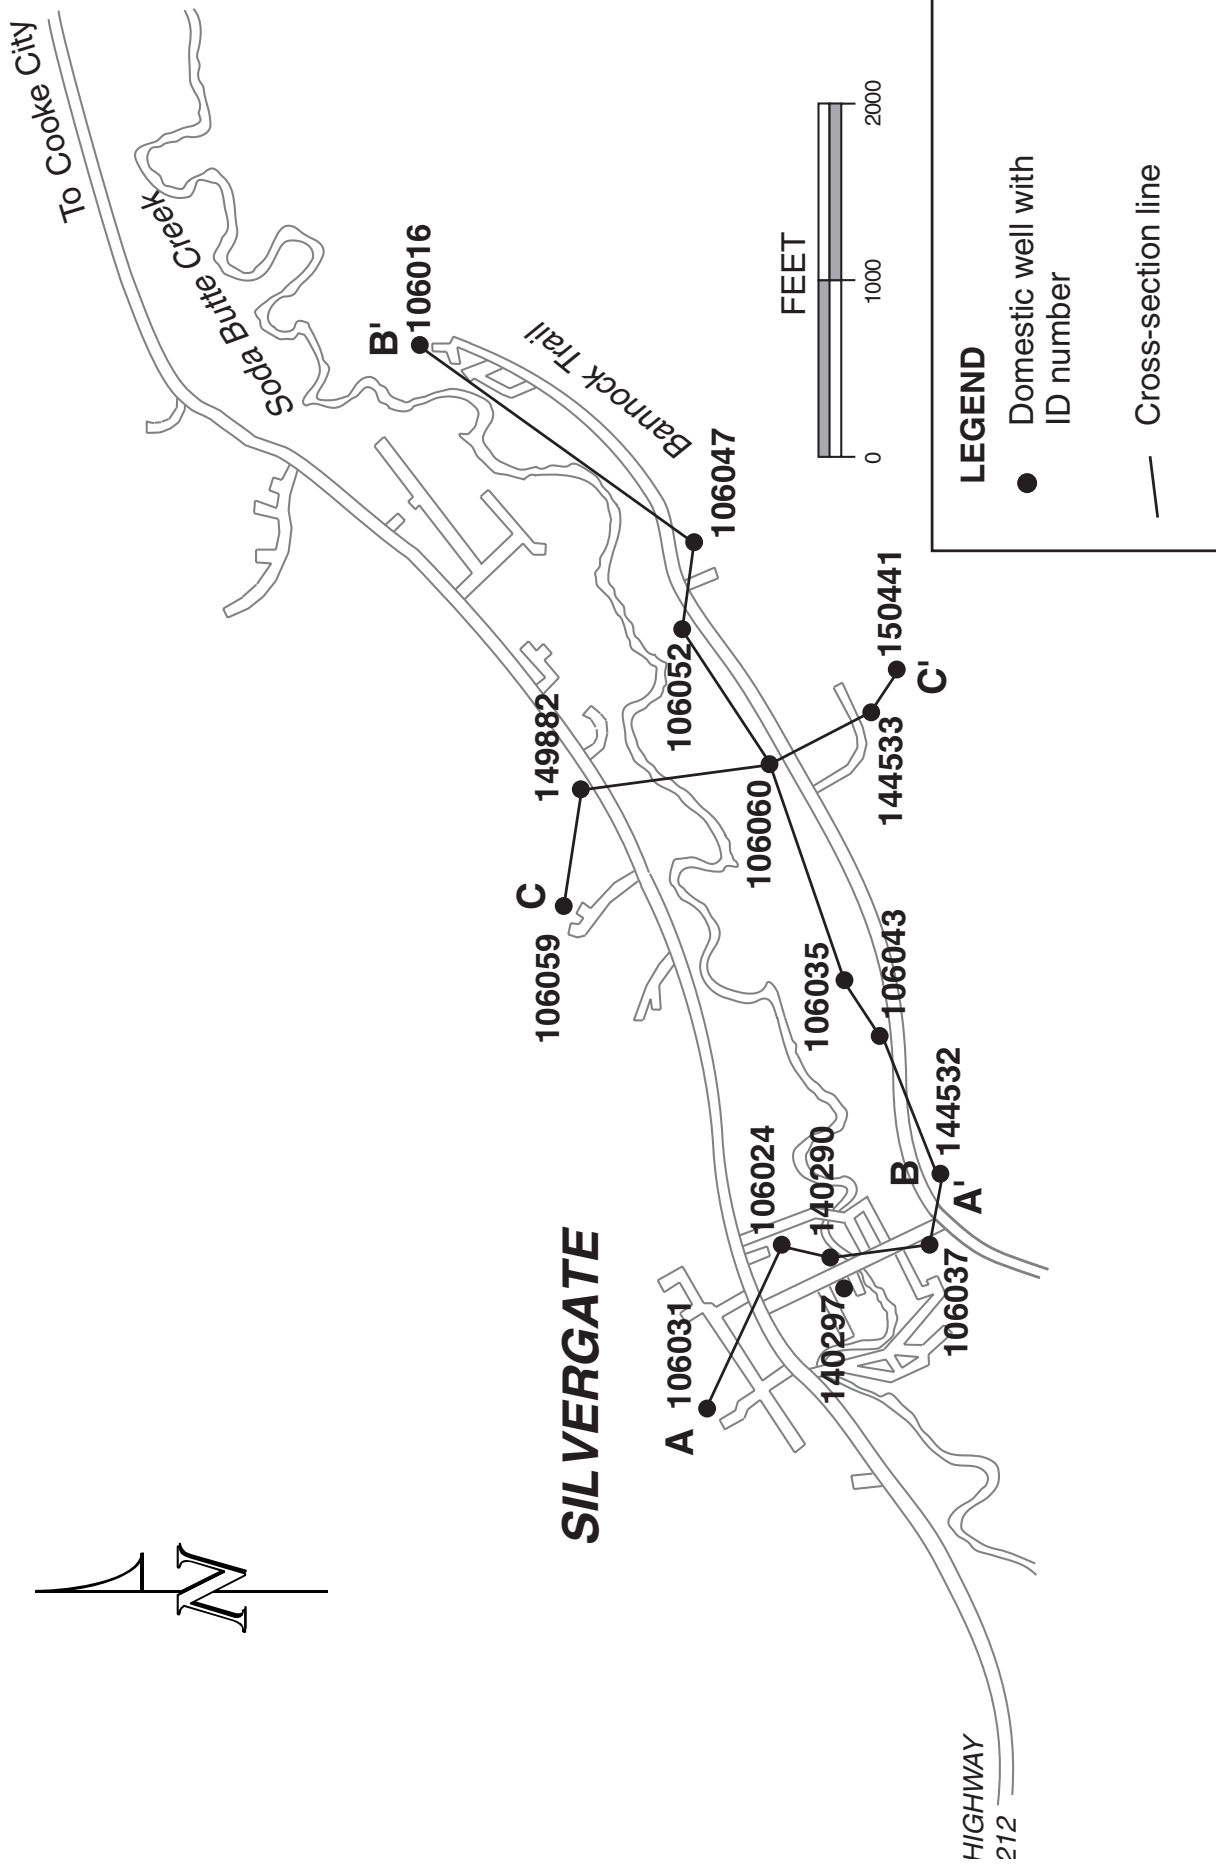 To Cooke City
Soda Butte Creek
B'
106016
Bannock Trail
106047
106052
149882
C
106059
106060
150441
C'
144533
106035
106043
144532
B
A'
106024
140290
106037
140297
106031
A
SILVERGATE
N
HIGHWAY
212
FEET
0
1000
2000
LEGEND
Domestic well with
ID number
Cross-section line